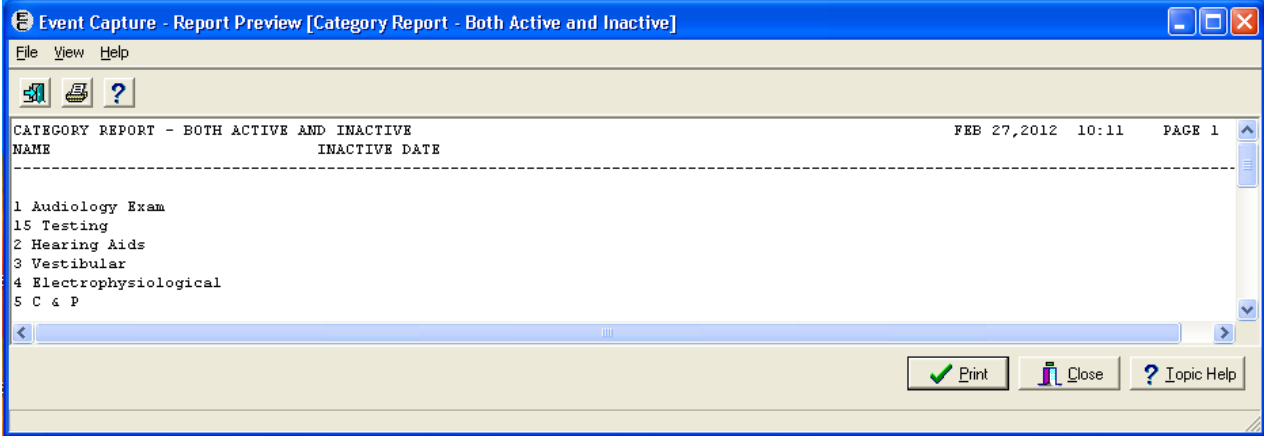 Event Capture - Report Preview [Category Report - Both Active and Inactive]
File View Help
CATEGORY REPORT - BOTH ACTIVE AND INACTIVE FEB 27,2012 10:11 PAGE 1
NAME INACTIVE DATE
1 Audiology Exam
15 Testing
2 Hearing Aids
3 Vestibular
4 Electrophysiological
5 C & P
Print Close ? Topic Help